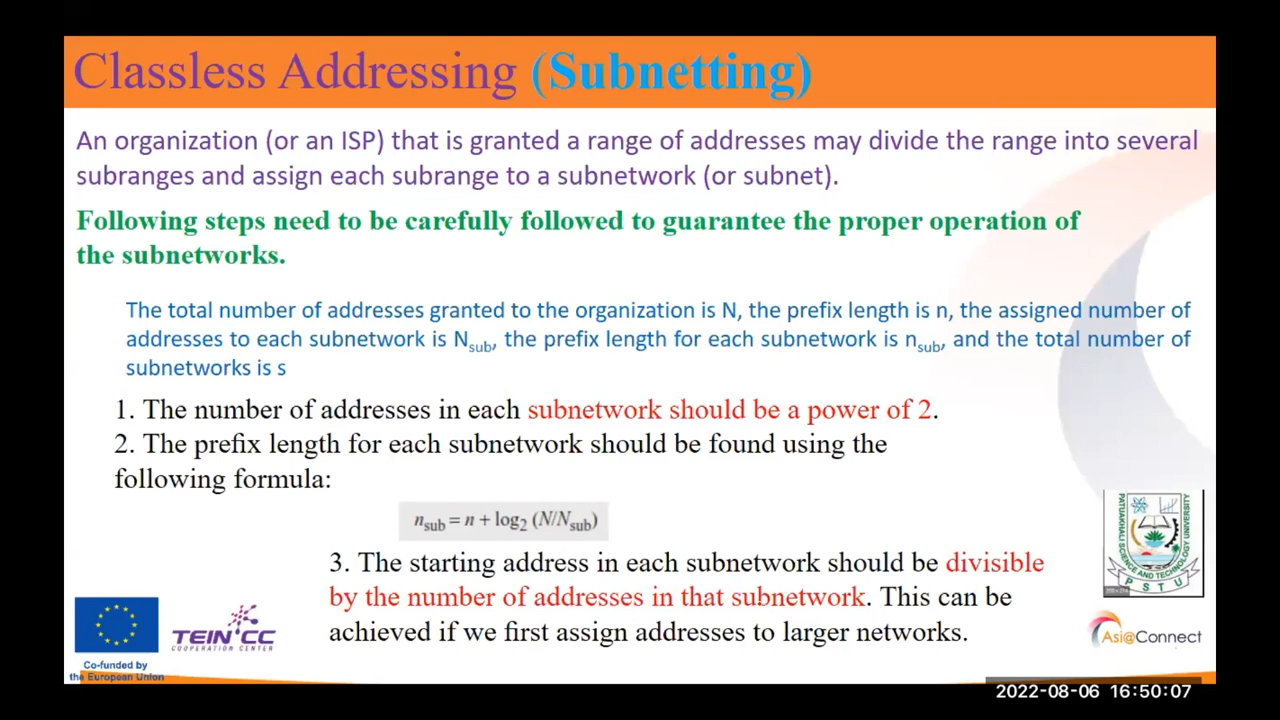 Classless Addressing (Subnetting)
An organization (or an ISP) that is granted a range of addresses may divide the range into several
subranges and assign each subrange to a subnetwork (or subnet).
Following steps need to be carefully followed to guarantee the proper operation of
the subnetworks.
The total number of addresses granted to the organization is N, the prefix length is n, the assigned number of
addresses to each subnetwork is Nsub, the prefix length for each subnetwork is nsub, and the total number of
subnetworks is s
1. The number of addresses in each subnetwork should be a power of 2.
2. The prefix length for each subnetwork should be found using the
following formula:
nsub = n + log2 (N/Nsub)
3. The starting address in each subnetwork should be divisible
by the number of addresses in that subnetwork. This can be
achieved if we first assign addresses to larger networks.
PATUAKHALI SCIENCE AND TECHNOLOGY UNIVERSITY
PSTU
TEIN*CC
COOPERATION CENTER
Asi@Connect
Co-funded by
the European Union
2022-08-06 16:50:07